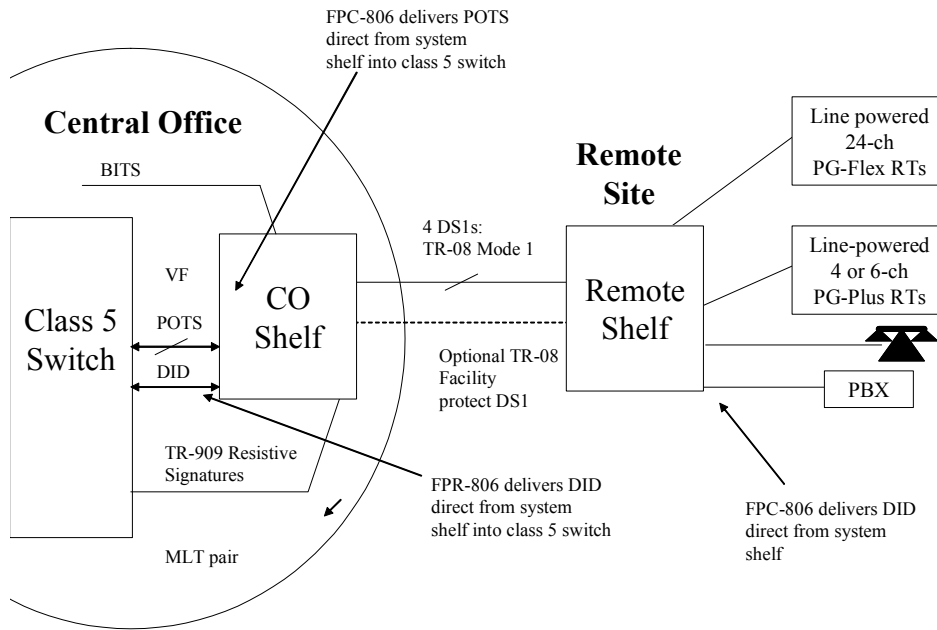 FPC-806 delivers POTS
direct from system
shelf into class 5 switch
Central Office
BITS
Class 5
Switch
VF
POTS
DID
CO
Shelf
TR-909 Resistive
Signatures
MLT pair
4 DS1s:
TR-08 Mode 1
Optional TR-08
Facility
protect DS1
FPR-806 delivers DID
direct from system
shelf into class 5 switch
Remote
Site
Remote
Shelf
Line powered
24-ch
PG-Flex RTs
Line-powered
4 or 6-ch
PG-Plus RTs
PBX
FPC-806 delivers DID
direct from system
shelf